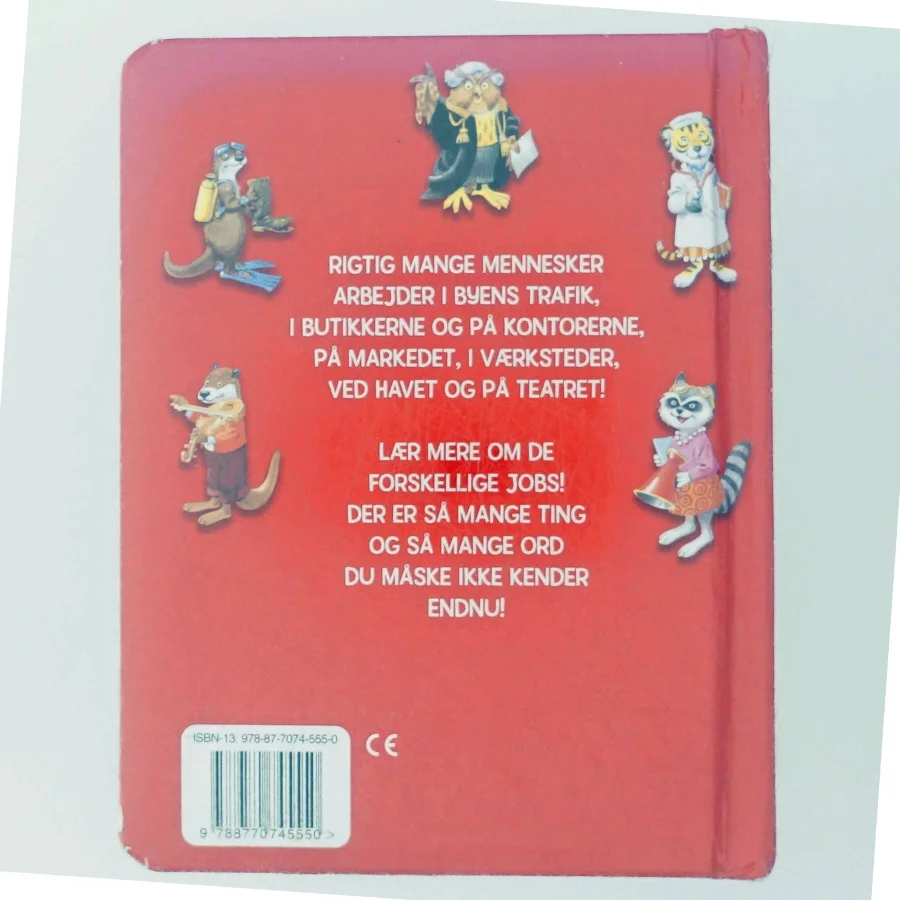 RIGTIG MANGE MENNESKER
ARBEJDER I BYENS TRAFIK,
I BUTIKKERNE OG PÅ KONTORERNE,
PÅ MARKEDET, I VÆRKSTEDER,
VED HAVET OG PÅ TEATRET!
LÆR MERE OM DE
FORSKELLIGE JOBS!
DER ER SÅ MANGE TING
OG SÅ MANGE ORD
DU MÅSKE IKKE KENDER
ENDNU!
ISBN-13: 978-87-7074-555-0
CE
9 788770 745550 >